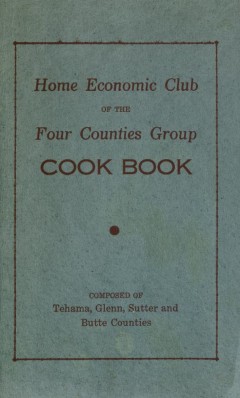 Home Economic Club
OF THE
Four Counties Group
COOK BOOK
COMPOSED OF
Tehama, Glenn, Sutter and
Butte Counties